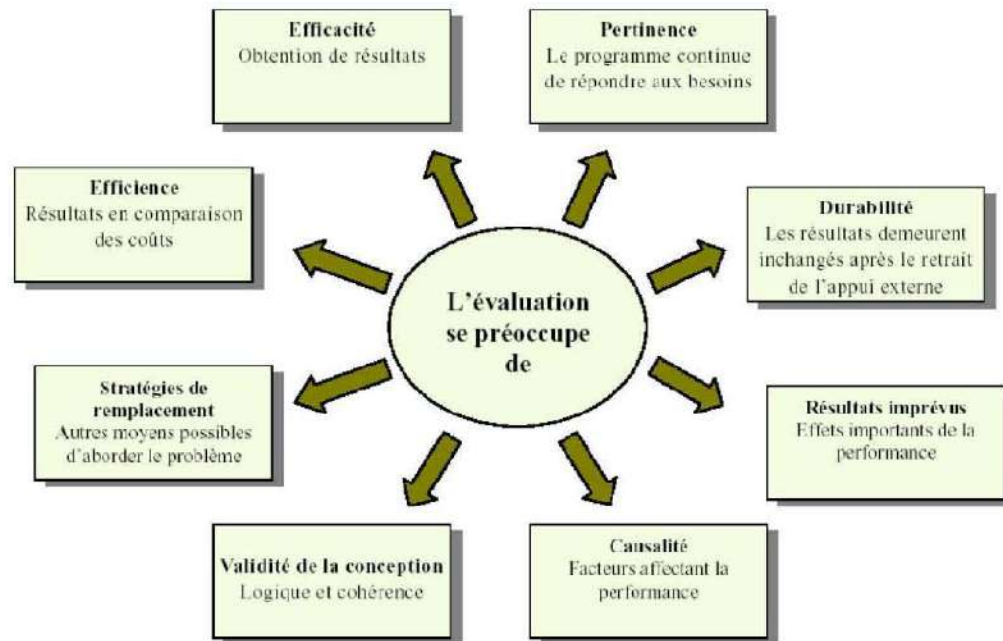 Efficacité
Obtention de résultats
Pertinence
Le programme continue
de répondre aux besoins
Efficience
Résultats en comparaison
des coûts
Durabilité
Les résultats demeurent
inchangés après le retrait
de l'appui externe
L'évaluation
se préoccupe
de
Stratégies de
remplacement
Autres moyens possibles
d'aborder le problème
Résultats imprévus
Effets importants de la
performance
Validité de la conception
Logique et cohérence
Causalité
Facteurs affectant la
performance